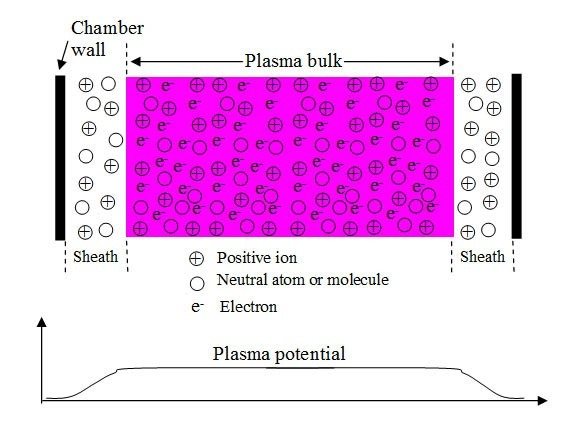 Chamber
wall
Plasma bulk
e- e- e-
e- e- e- e-
e- e- e- e-
e- e- e- e- e- e- e-
e- e- e- e- e- e-
e- e- e- e- e- e-
e- e- e- e- e- e-
e- e- e-
Sheath
Sheath
Positive ion
Neutral atom or molecule
e- Electron
Plasma potential